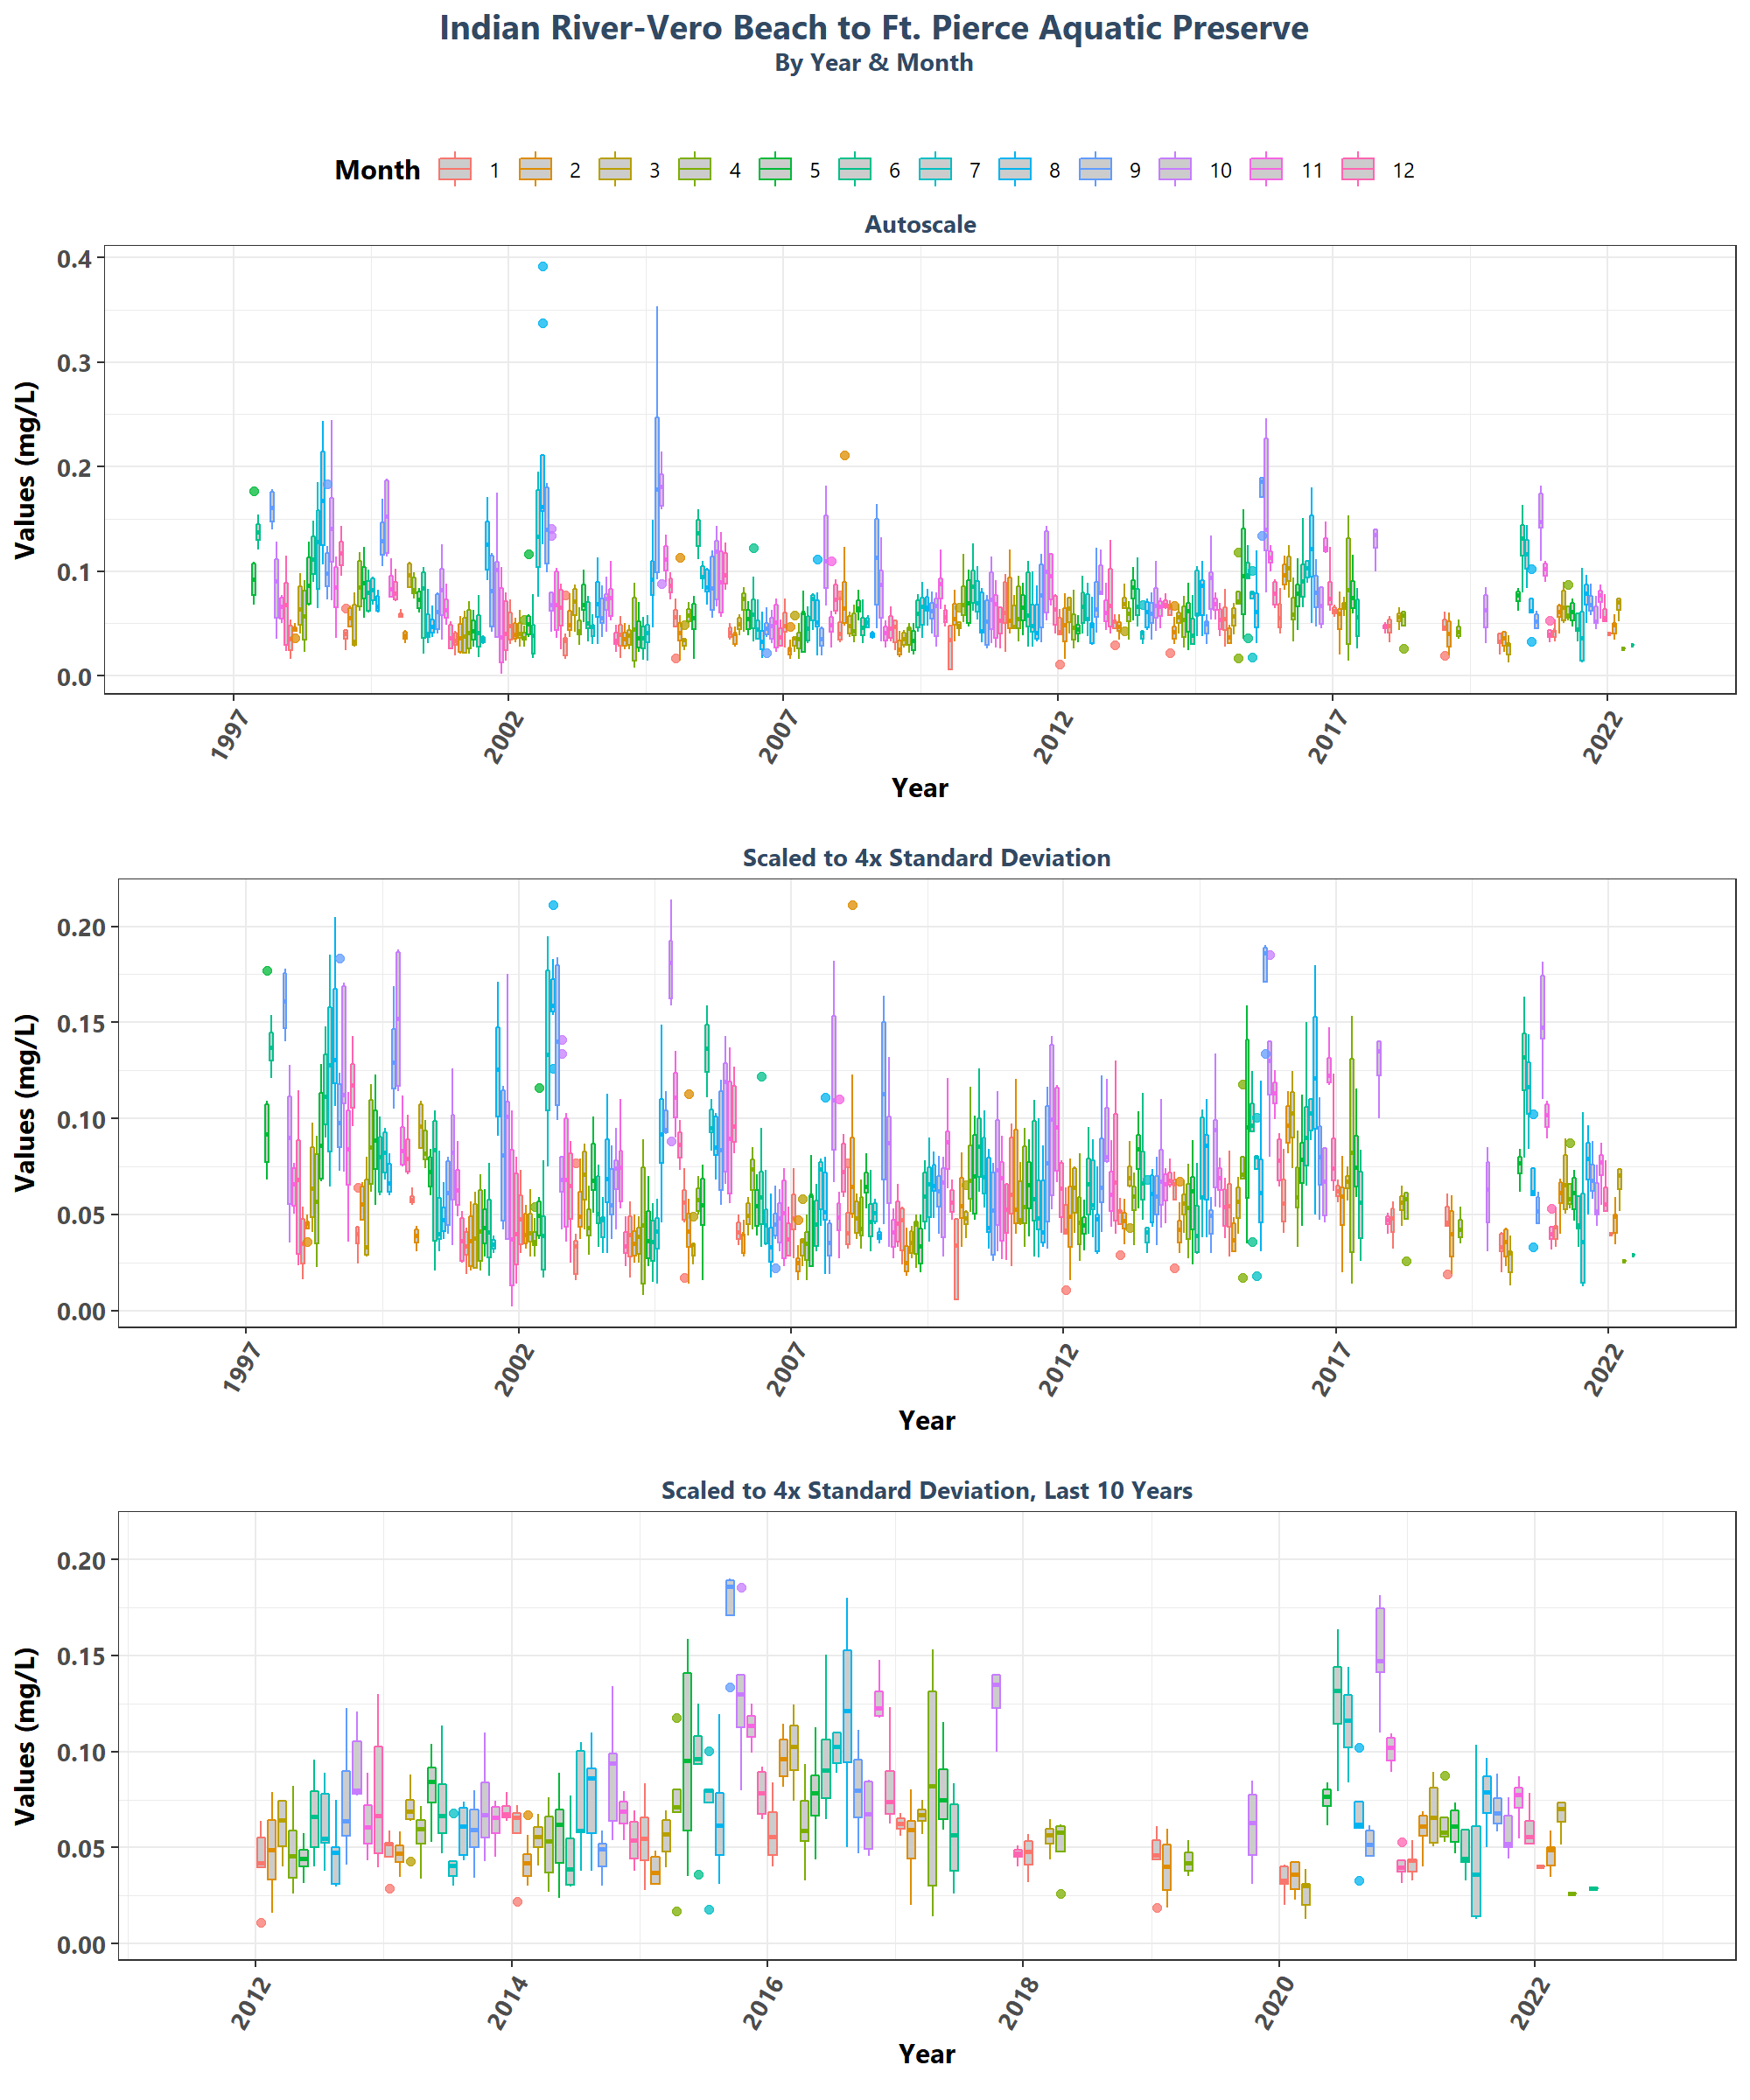 Indian River-Vero Beach to Ft. Pierce Aquatic Preserve
By Year & Month
Month 1 2 3 4 5 6 7 8 9 10 11 12
Autoscale
Values (mg/L)
0.4
0.3
0.2
0.1
0.0
1997 2002 2007 2012 2017 2022
Year
Scaled to 4x Standard Deviation
Values (mg/L)
0.20
0.15
0.10
0.05
0.00
1997 2002 2007 2012 2017 2022
Year
Scaled to 4x Standard Deviation, Last 10 Years
Values (mg/L)
0.20
0.15
0.10
0.05
0.00
2012 2014 2016 2018 2020 2022
Year